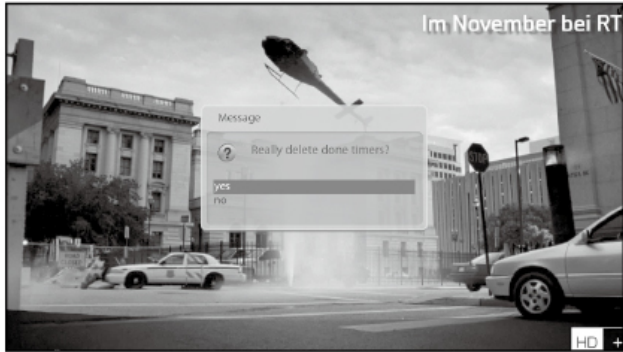 Im November bei RT
Message
Really delete done timers?
yes
no
STOP
HD +